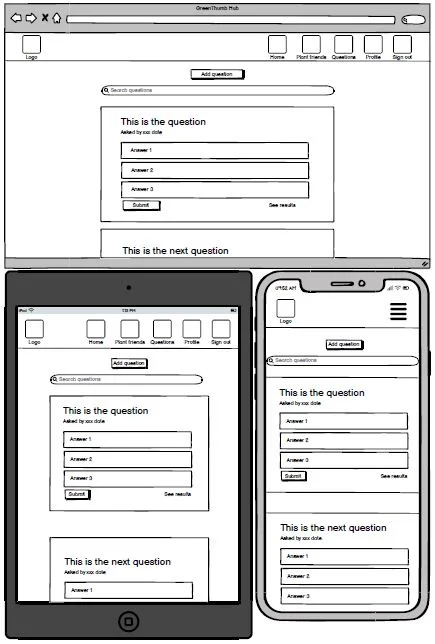 GreenThumb Hub
Logo
Home Plant friends Questions Profile Sign out
Add question
Search questions
This is the question
Asked by xxx date
Answer 1
Answer 2
Answer 3
Submit See results
This is the next question
iPad 1:10 PM
Logo Home Plant friends Questions Profile Sign out
Add question
Search questions
This is the question
Asked by xxx date
Answer 1
Answer 2
Answer 3
Submit See results
This is the next question
Asked by xxx date
Answer 1
09:52 AM
Logo
Add question
Search questions
This is the question
Asked by xxx date
Answer 1
Answer 2
Answer 3
Submit See results
This is the next question
Asked by xxx date
Answer 1
Answer 2
Answer 3